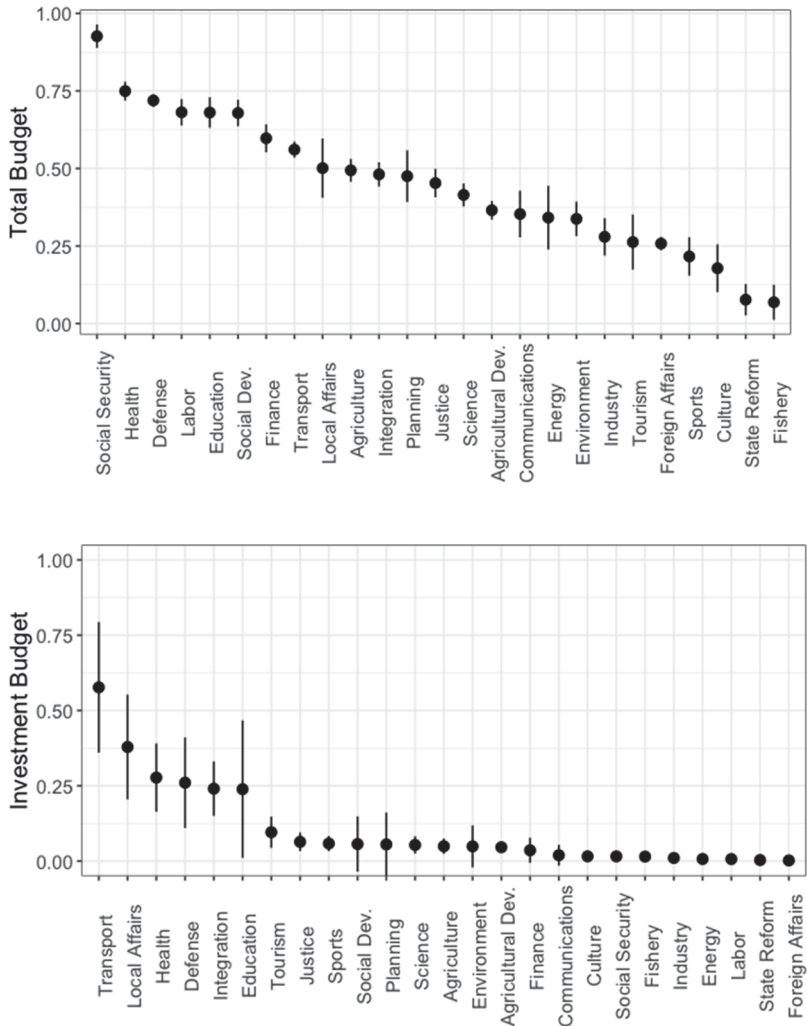 Total Budget
1.00
0.75
0.50
0.25
0.00
Social Security
Health
Defense
Labor
Education
Social Dev.
Finance
Transport
Local Affairs
Agriculture
Integration
Planning
Justice
Science
Agricultural Dev.
Communications
Energy
Environment
Industry
Tourism
Foreign Affairs
Sports
Culture
State Reform
Fishery
Investment Budget
1.00
0.75
0.50
0.25
0.00
Transport
Local Affairs
Health
Defense
Integration
Education
Tourism
Justice
Sports
Social Dev.
Planning
Science
Agriculture
Environment
Agricultural Dev.
Finance
Communications
Culture
Social Security
Fishery
Industry
Energy
Labor
State Reform
Foreign Affairs